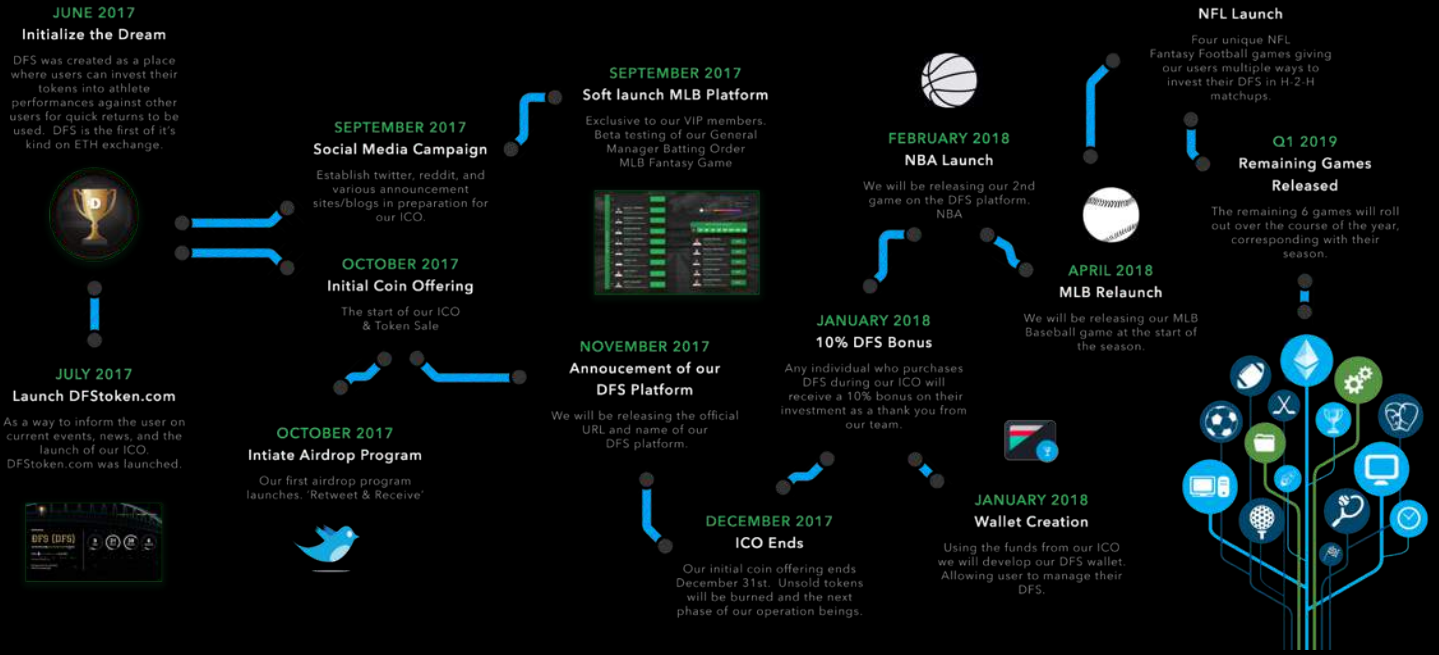 JUNE 2017
Initialize the Dream
DFS was created as a place
where users can invest their
tokens into athlete
performances against other
users for quick returns to be
used. DFS is the first of it's
kind on ETH exchange.
D
JULY 2017
Launch DFStoken.com
As a way to inform the user on
current events, news, and the
launch of our ICO.
DFStoken.com was launched.
DFS (DFS)
SEPTEMBER 2017
Social Media Campaign
Establish twitter, reddit, and
various announcement
sites/blogs in preparation for
our ICO.
OCTOBER 2017
Initial Coin Offering
The start of our ICO
& Token Sale
OCTOBER 2017
Intiate Airdrop Program
Our first airdrop program
launches. 'Retweet & Receive'
SEPTEMBER 2017
Soft launch MLB Platform
Exclusive to our VIP members.
Beta testing of our General
Manager Batting Order
MLB Fantasy Game
NOVEMBER 2017
Annoucement of our
DFS Platform
We will be releasing the official
URL and name of our
DFS platform.
DECEMBER 2017
ICO Ends
Our initial coin offering ends
December 31st. Unsold tokens
will be burned and the next
phase of our operation beings.
JANUARY 2018
10% DFS Bonus
Any individual who purchases
DFS during our ICO will
receive a 10% bonus on their
investment as a thank you from
our team.
JANUARY 2018
Wallet Creation
Using the funds from our ICO
we will develop our DFS wallet.
Allowing user to manage their
DFS.
FEBRUARY 2018
NBA Launch
We will be releasing our 2nd
game on the DFS platform.
NBA
APRIL 2018
MLB Relaunch
We will be releasing our MLB
Baseball game at the start of
the season.
NFL Launch
Four unique NFL
Fantasy Football games giving
our users multiple ways to
invest their DFS in H-2-H
matchups.
Q1 2019
Remaining Games
Released
The remaining 6 games will roll
out over the course of the year,
corresponding with their
season.